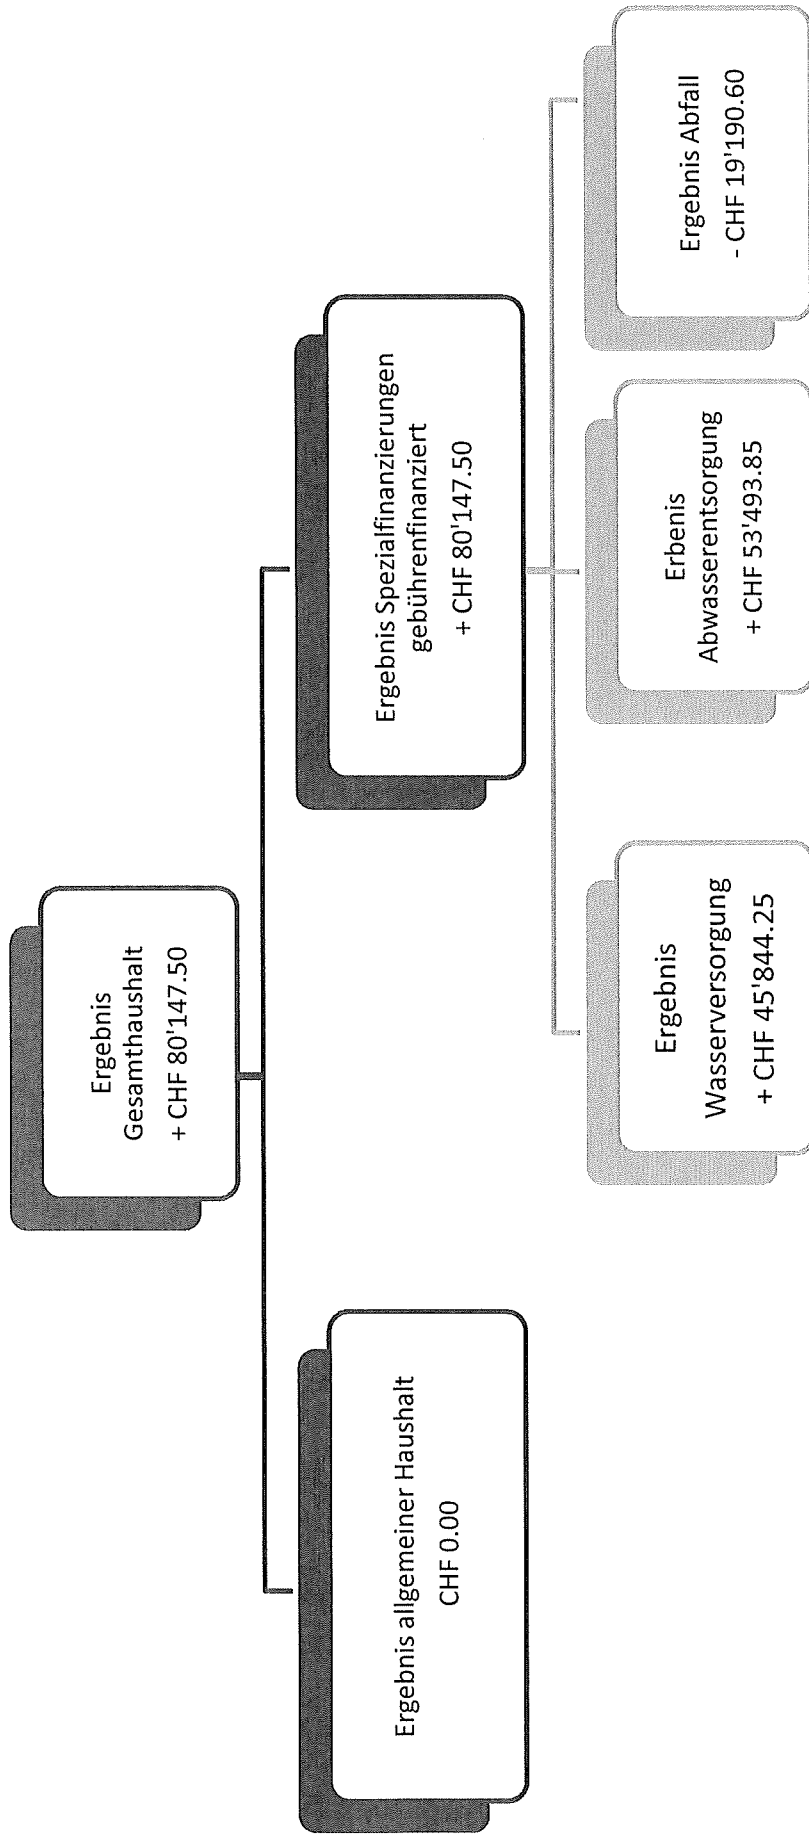 Ergebnis
Gesamthaushalt
+ CHF 80'147.50
Ergebnis allgemeiner Haushalt
CHF 0.00
Ergebnis Spezialfinanzierungen
gebührenfinanziert
+ CHF 80'147.50
Ergebnis
Wasserversorgung
+ CHF 45'844.25
Erbenis
Abwasserentsorgung
+ CHF 53'493.85
Ergebnis Abfall
- CHF 19'190.60